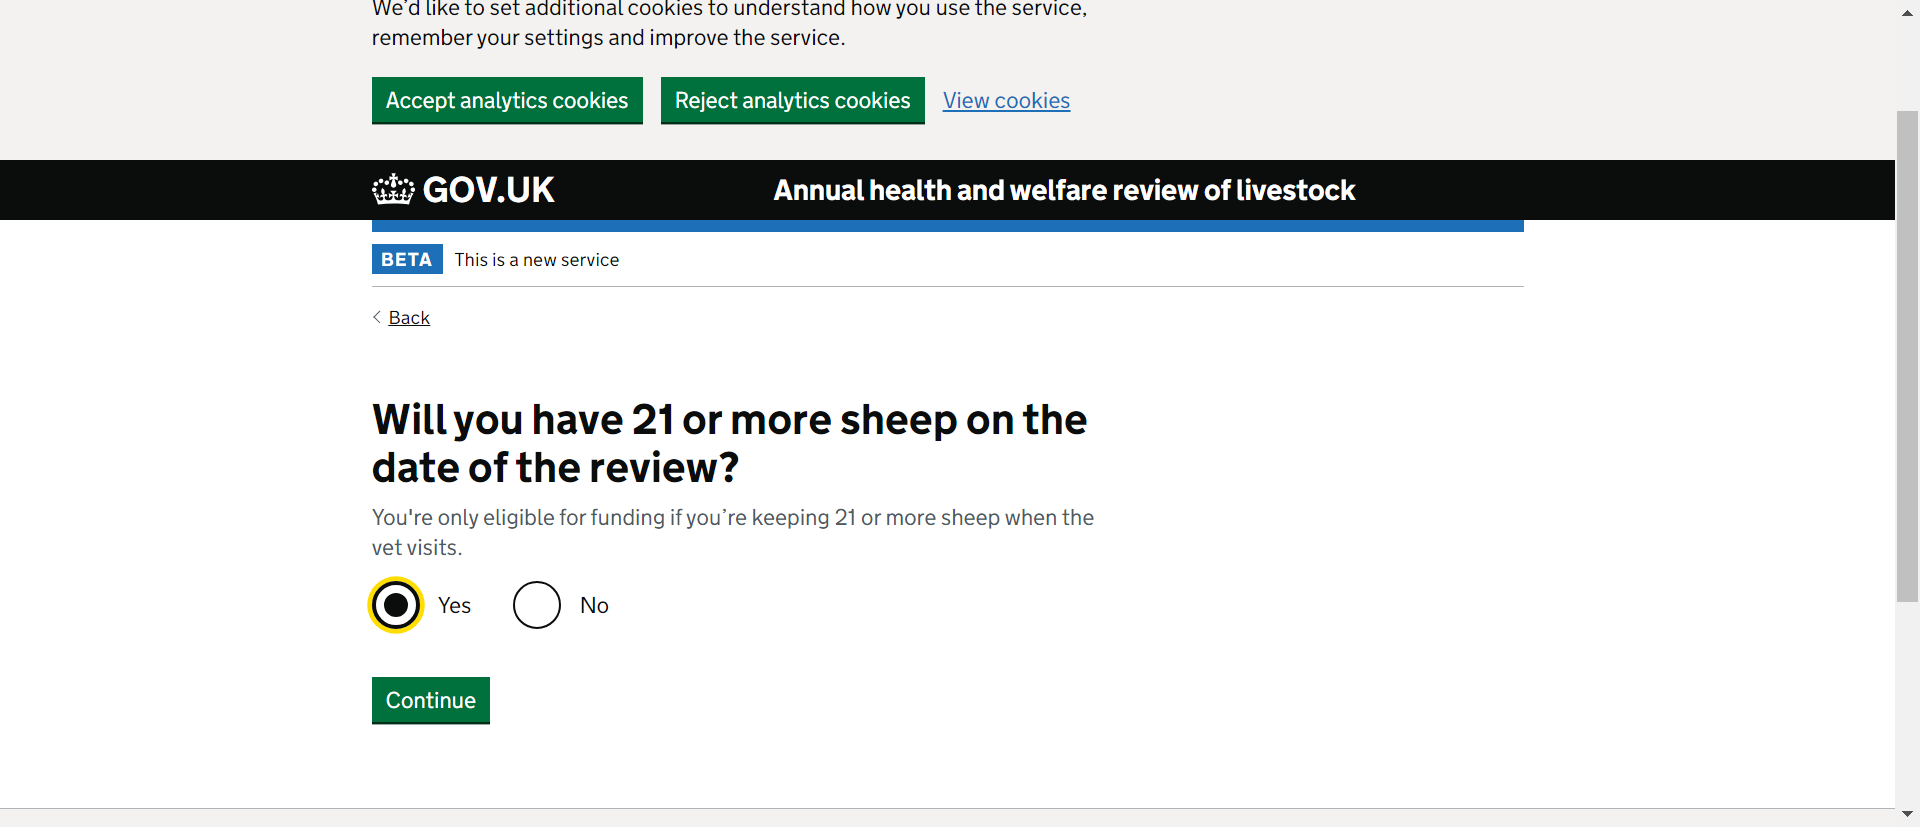 We’d like to set additional cookies to understand how you use the service,
remember your settings and improve the service.
Accept analytics cookies Reject analytics cookies View cookies
GOV.UK Annual health and welfare review of livestock
BETA This is a new service
Back
Will you have 21 or more sheep on the
date of the review?
You're only eligible for funding if you’re keeping 21 or more sheep when the
vet visits.
Yes No
Continue